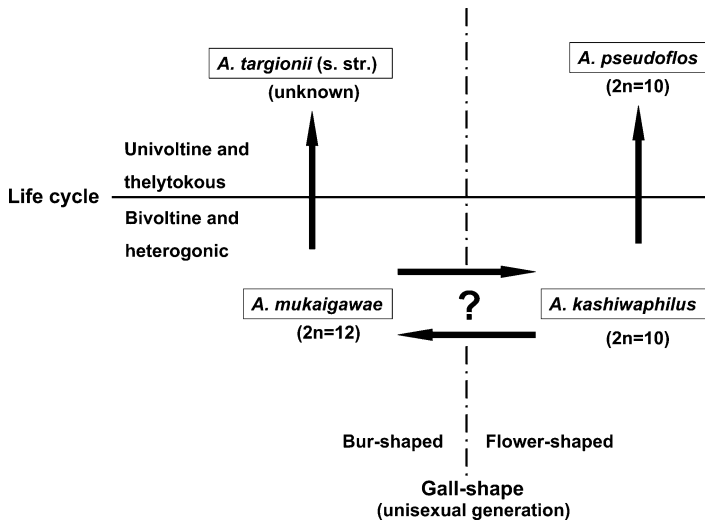 A. targionii (s. str.)
(unknown)
A. pseudoflos
(2n=10)
Univoltine and
thelytokous
Life cycle
Bivoltine and
heterogonic
A. mukaigawae
(2n=12)
?
A. kashiwaphilus
(2n=10)
Bur-shaped
Flower-shaped
Gall-shape
(unisexual generation)